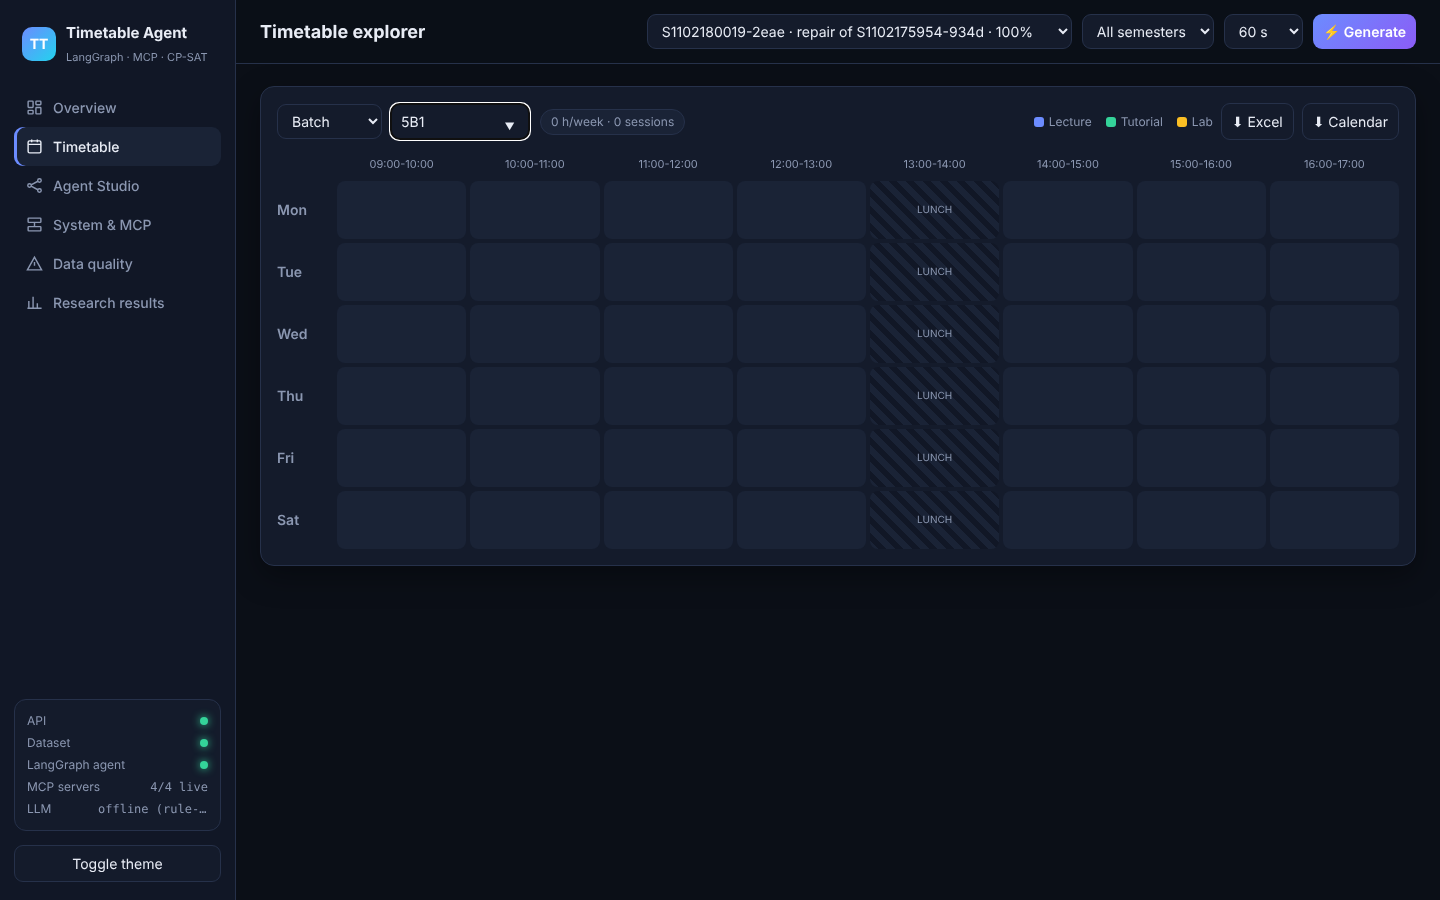 TT
Timetable Agent
LangGraph · MCP · CP-SAT
Overview
Timetable
Agent Studio
System & MCP
Data quality
Research results
API
Dataset
LangGraph agent
MCP servers 4/4 live
LLM offline (rule-…
Toggle theme
Timetable explorer
S1102180019-2eae · repair of S1102175954-934d · 100%
All semesters
60 s
⚡ Generate
Batch
5B1
0 h/week · 0 sessions
Lecture
Tutorial
Lab
⬇ Excel
⬇ Calendar
09:00-10:00 10:00-11:00 11:00-12:00 12:00-13:00 13:00-14:00 14:00-15:00 15:00-16:00 16:00-17:00
Mon LUNCH
Tue LUNCH
Wed LUNCH
Thu LUNCH
Fri LUNCH
Sat LUNCH